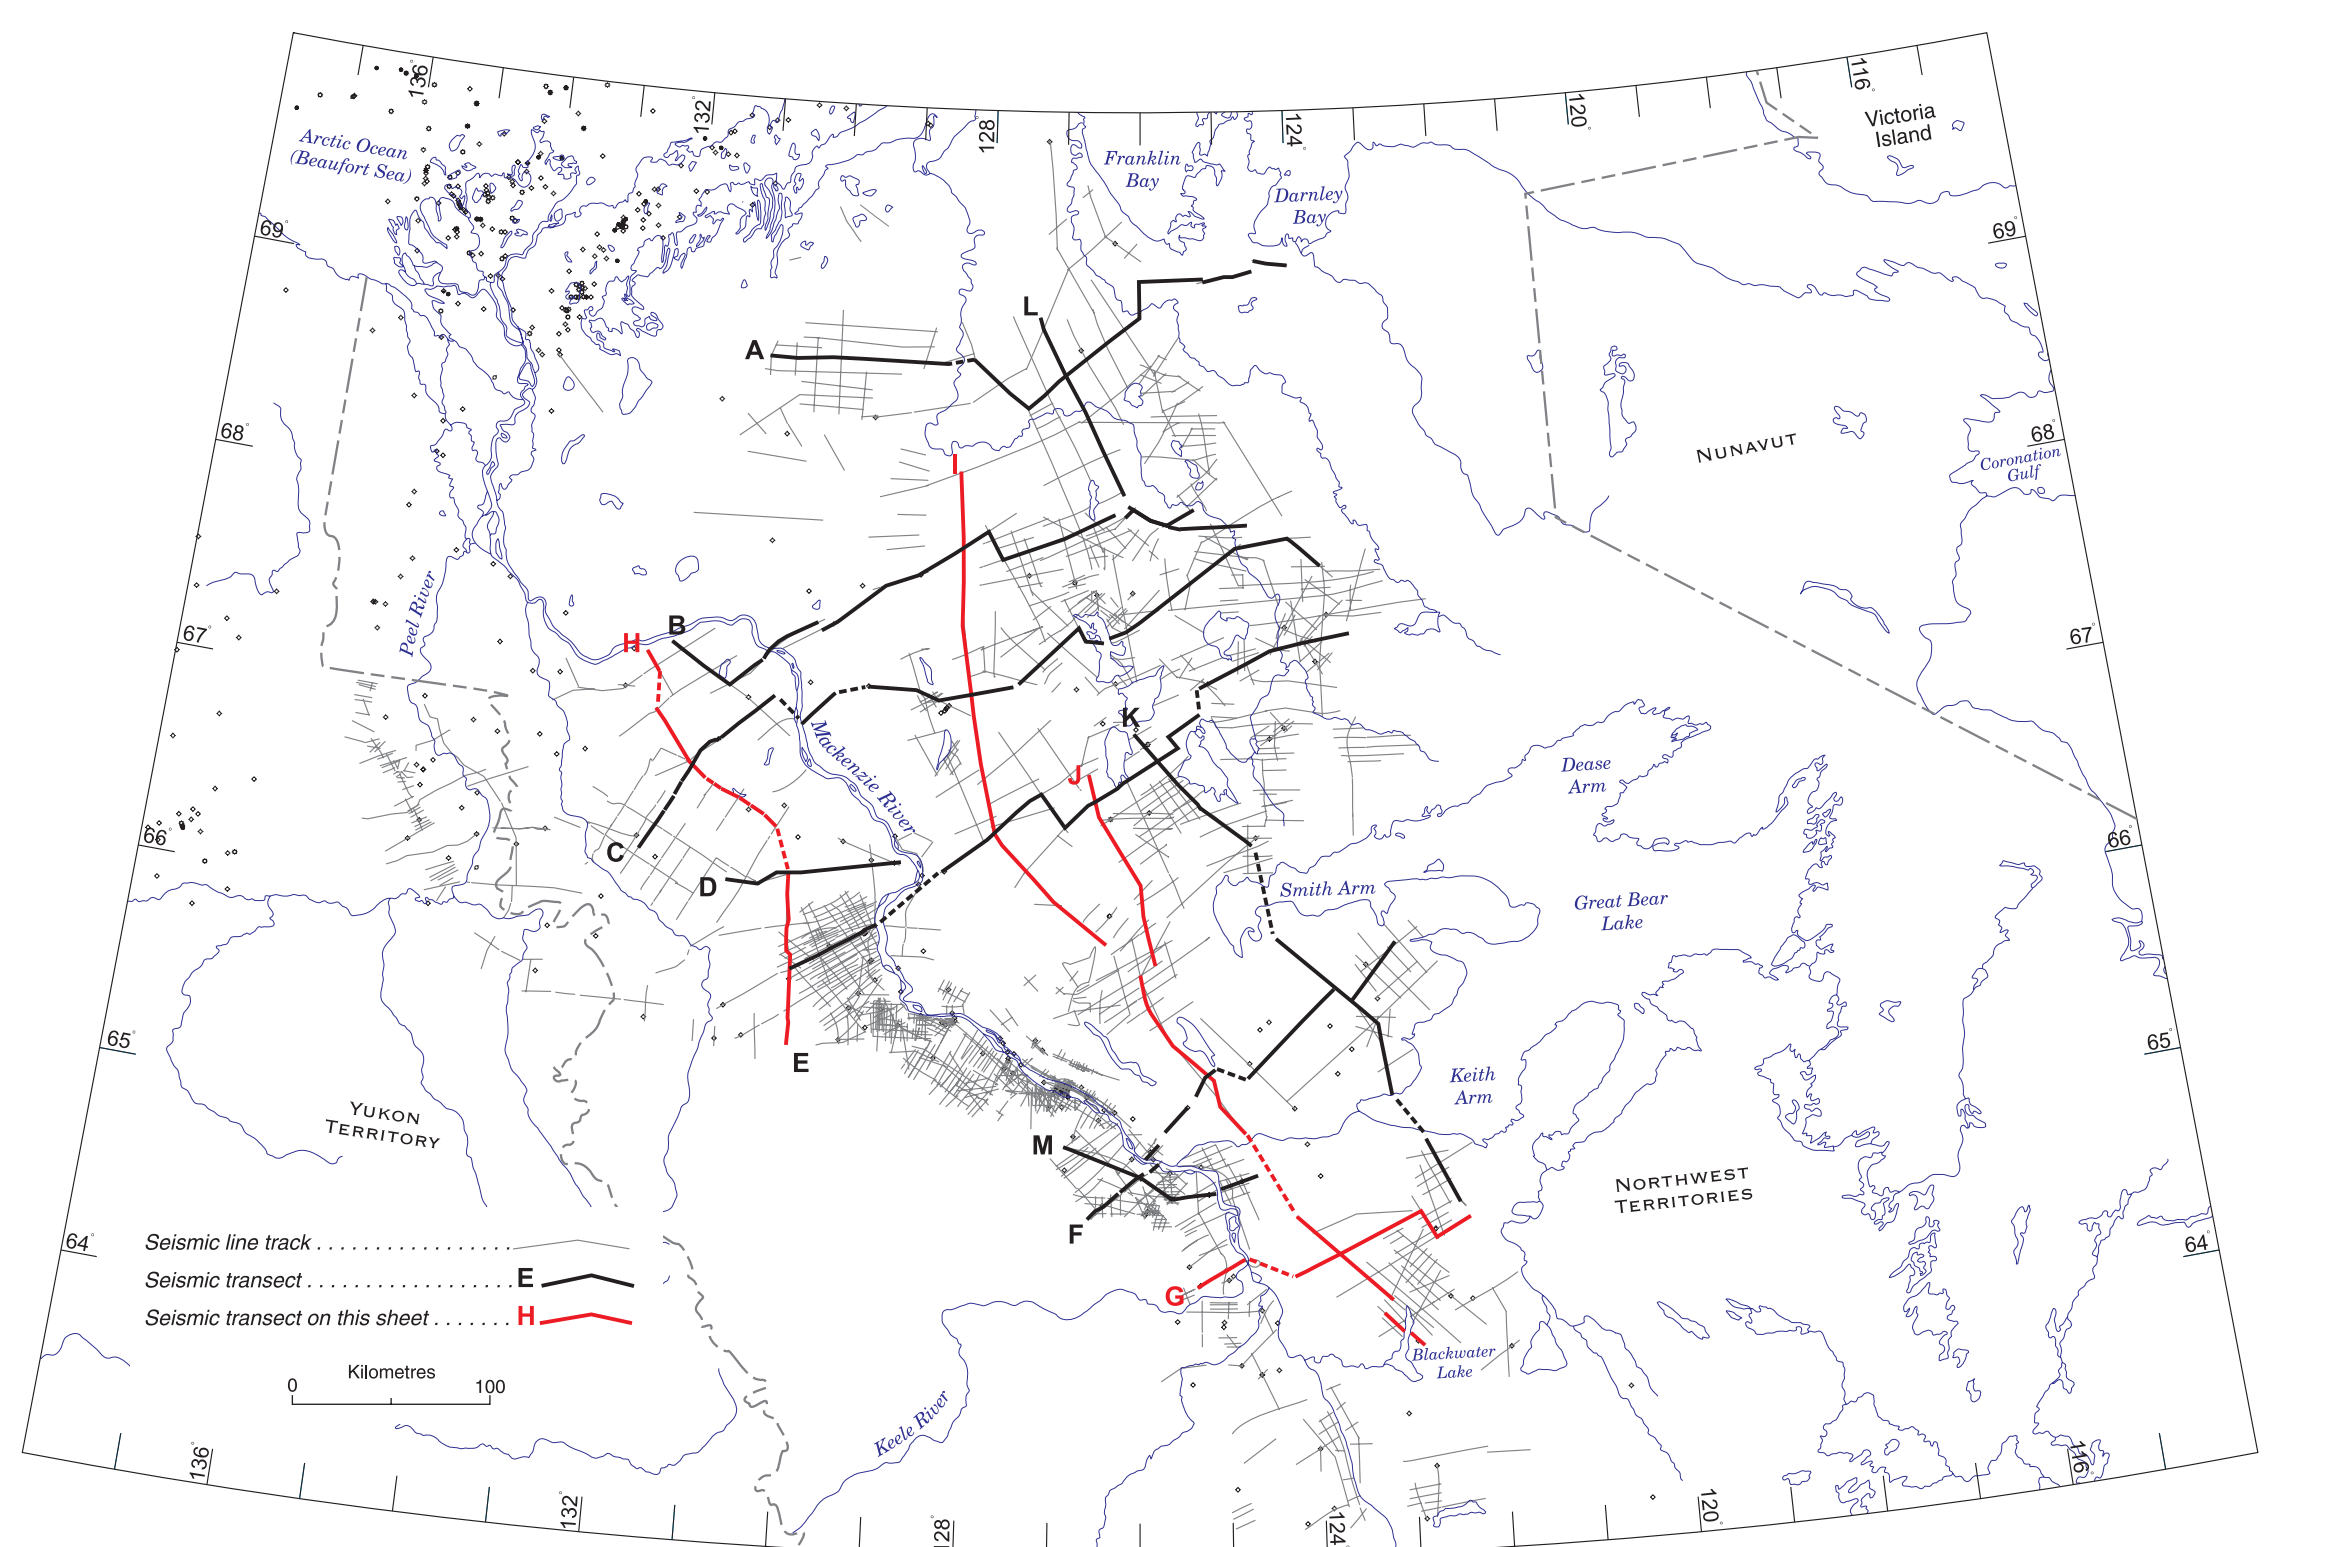 136°
132°
128°
124°
120°
116°
Victoria
Island
Arctic Ocean
(Beaufort Sea)
Franklin
Bay
Darnley
Bay
69°
69°
L
A
68°
68°
NUNAVUT
Coronation
Gulf
I
Peel River
67°
67°
H
B
K
Mackenzie River
J
Dease
Arm
66°
66°
C
D
Smith Arm
Great Bear
Lake
65°
65°
E
Keith
Arm
YUKON
TERRITORY
M
NORTHWEST
TERRITORIES
F
64°
64°
Seismic line track . . . . . . . . . . . . . . . . .
Seismic transect . . . . . . . . . . . . . . . . . . E
G
Seismic transect on this sheet . . . . . . . H
Blackwater
Lake
Kilometres
0 100
Keele River
136°
132°
128°
124°
120°
116°